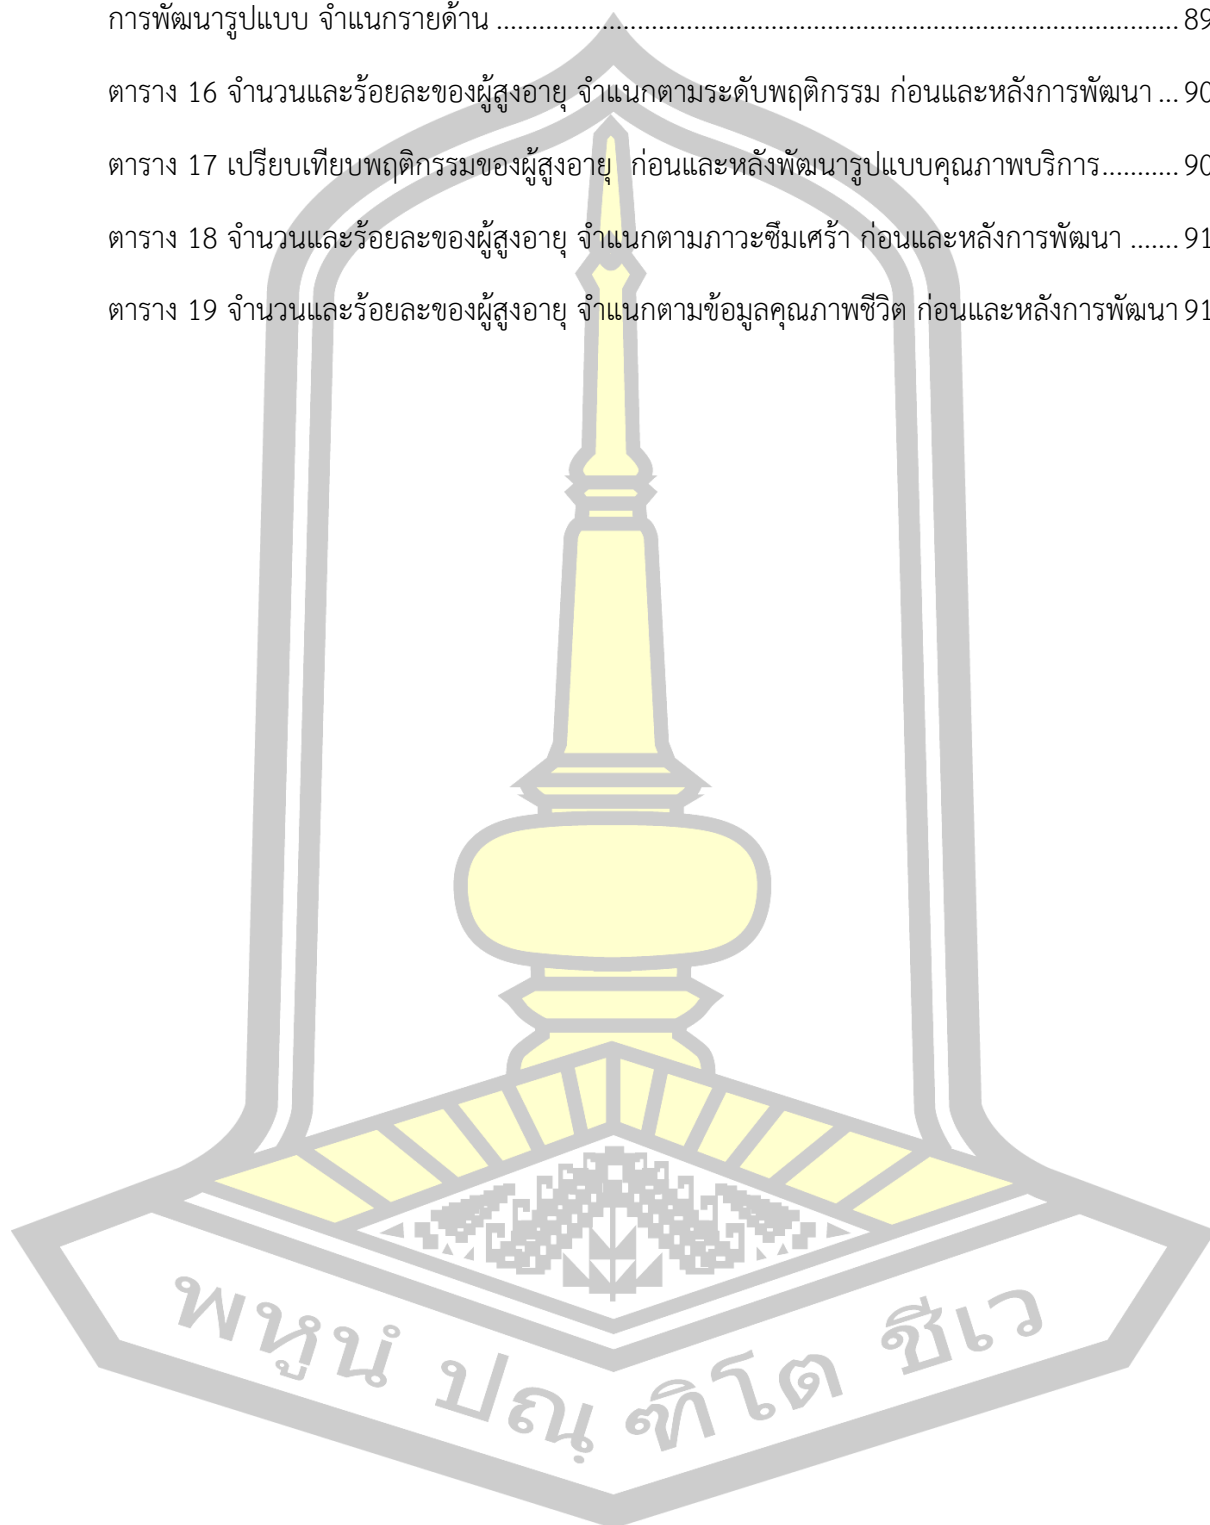 การพัฒนารูปแบบ จำแนกรายด้าน ................................................................................. 89
ตาราง 16 จำนวนและร้อยละของผู้สูงอายุ จำแนกตามระดับพฤติกรรม ก่อนและหลังการพัฒนา ... 90
ตาราง 17 เปรียบเทียบพฤติกรรมของผู้สูงอายุ ก่อนและหลังพัฒนารูปแบบคุณภาพบริการ........... 90
ตาราง 18 จำนวนและร้อยละของผู้สูงอายุ จำแนกตามภาวะซึมเศร้า ก่อนและหลังการพัฒนา ....... 91
ตาราง 19 จำนวนและร้อยละของผู้สูงอายุ จำแนกตามข้อมูลคุณภาพชีวิต ก่อนและหลังการพัฒนา 91
พหูนํ ปณฺฑิโต ชีเว